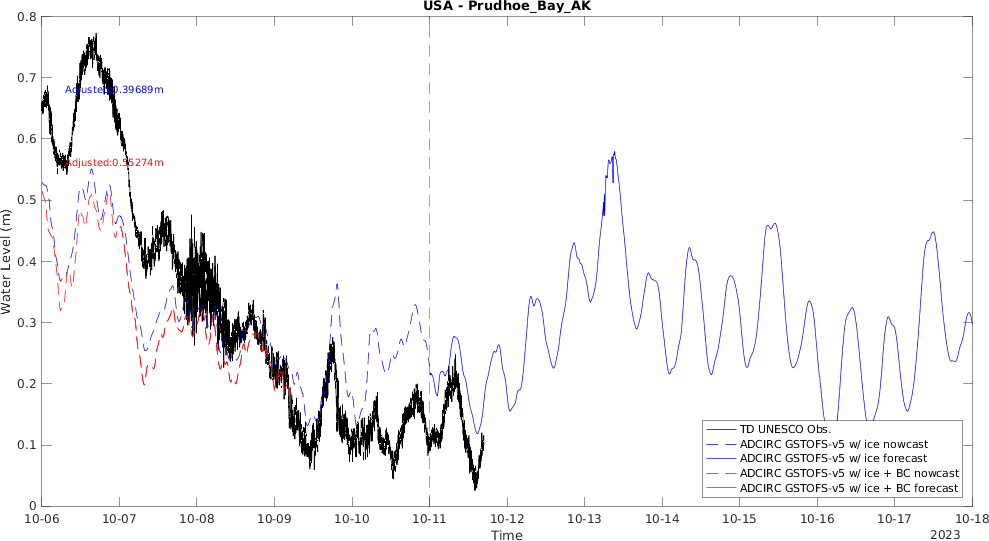 USA - Prudhoe_Bay_AK
0.8
0.7
0.6
0.5
0.4
0.3
0.2
0.1
0
Water Level (m)
Adjusted:0.39689m
Adjusted:0.55274m
TD UNESCO Obs.
ADCIRC GSTOFS-v5 w/ ice nowcast
ADCIRC GSTOFS-v5 w/ ice forecast
ADCIRC GSTOFS-v5 w/ ice + BC nowcast
ADCIRC GSTOFS-v5 w/ ice + BC forecast
10-06 10-07 10-08 10-09 10-10 10-11 10-12 10-13 10-14 10-15 10-16 10-17 10-18
Time
2023